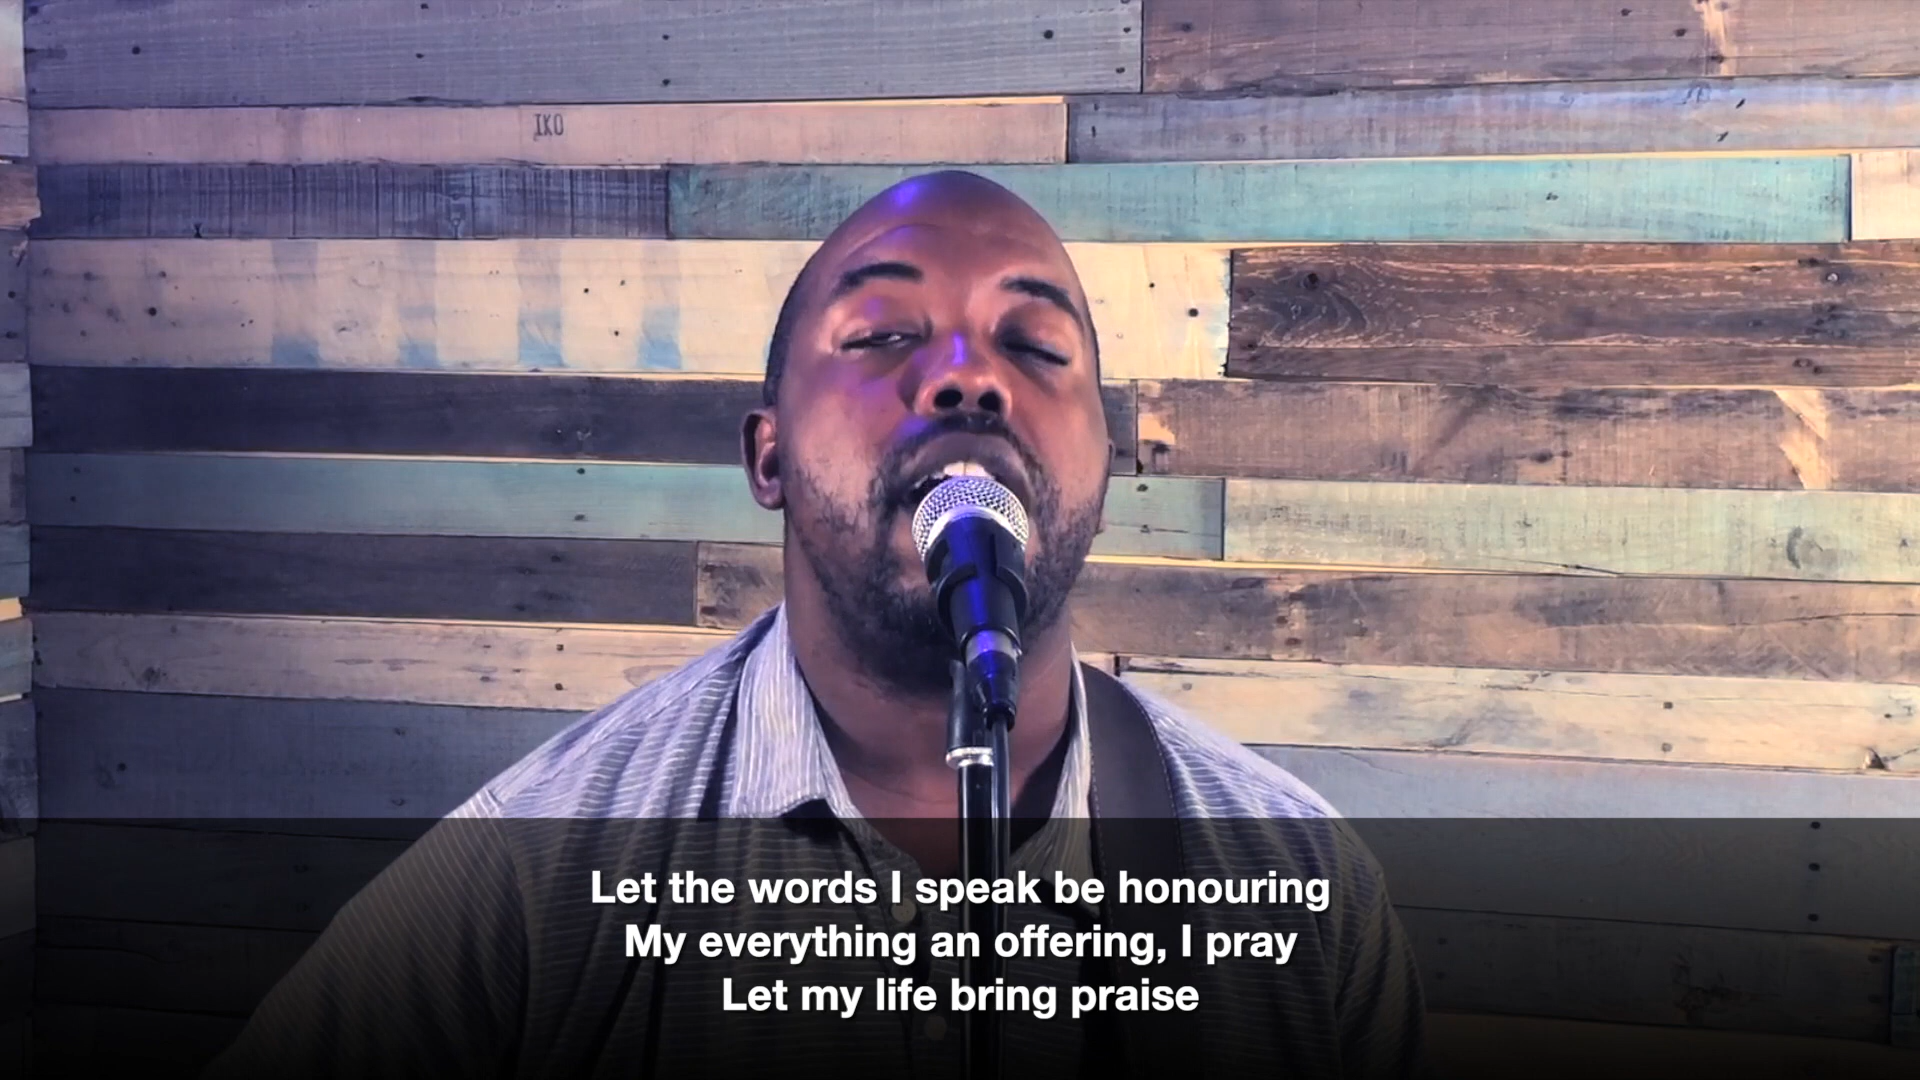 IKO
Let the words I speak be honouring
My everything an offering, I pray
Let my life bring praise